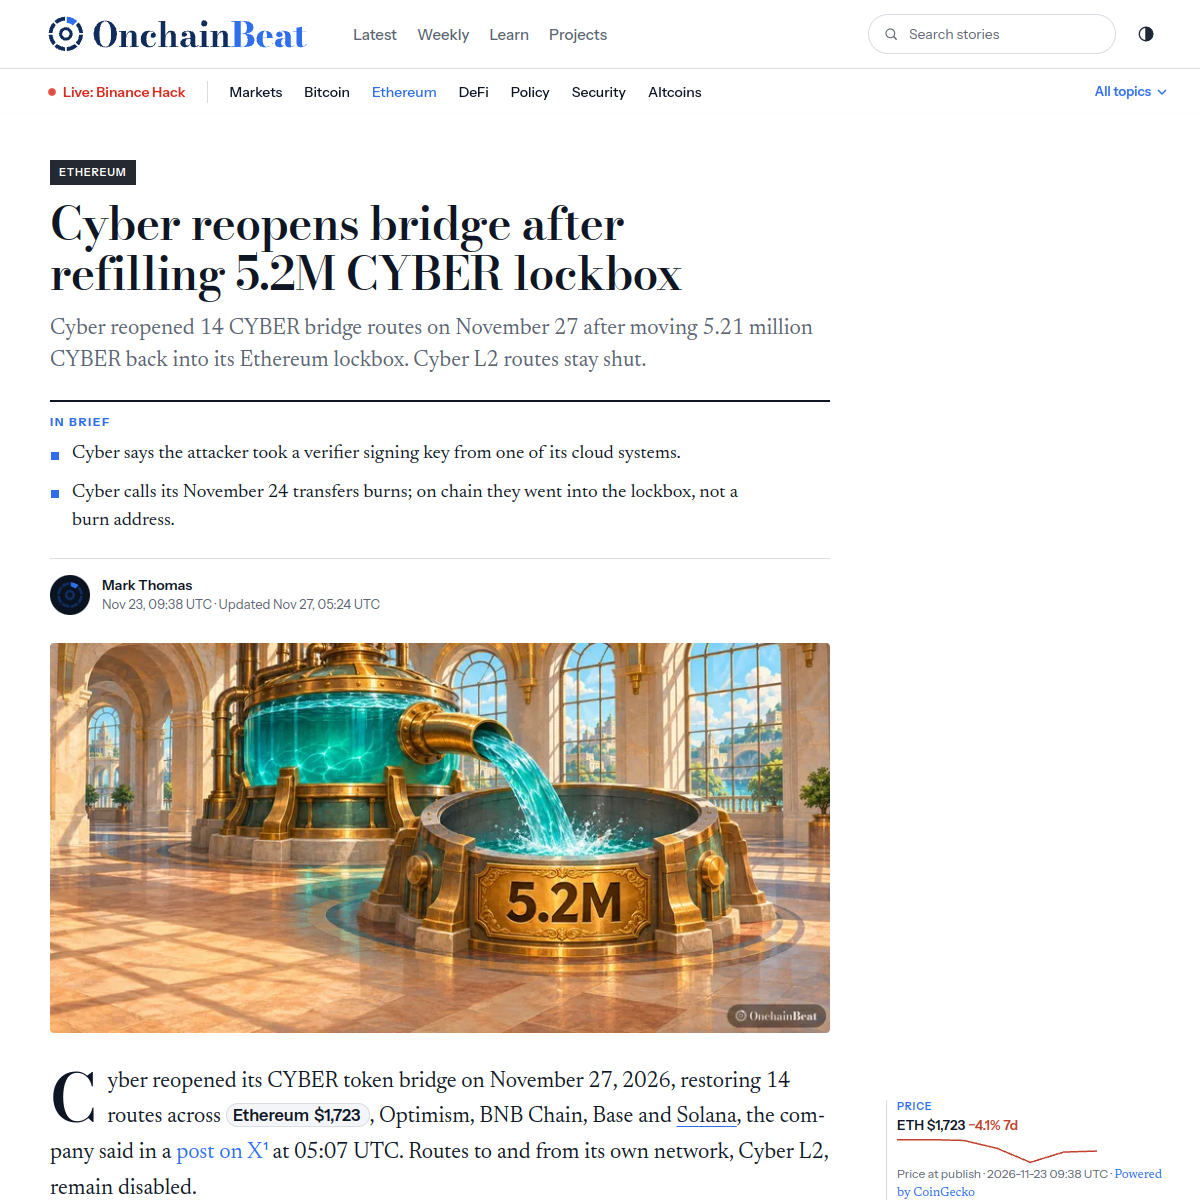 OnchainBeat
Latest Weekly Learn Projects
Search stories
Live: Binance Hack
Markets Bitcoin Ethereum DeFi Policy Security Altcoins
All topics
ETHEREUM
Cyber reopens bridge after
refilling 5.2M CYBER lockbox
Cyber reopened 14 CYBER bridge routes on November 27 after moving 5.21 million
CYBER back into its Ethereum lockbox. Cyber L2 routes stay shut.
IN BRIEF
Cyber says the attacker took a verifier signing key from one of its cloud systems.
Cyber calls its November 24 transfers burns; on chain they went into the lockbox, not a
burn address.
Mark Thomas
Nov 23, 09:38 UTC · Updated Nov 27, 05:24 UTC
5.2M
OnchainBeat
Cyber reopened its CYBER token bridge on November 27, 2026, restoring 14
routes across Ethereum $1,723, Optimism, BNB Chain, Base and Solana, the com-
pany said in a post on X¹ at 05:07 UTC. Routes to and from its own network, Cyber L2,
remain disabled.
PRICE
ETH $1,723 −4.1% 7d
Price at publish · 2026-11-23 09:38 UTC · Powered
by CoinGecko